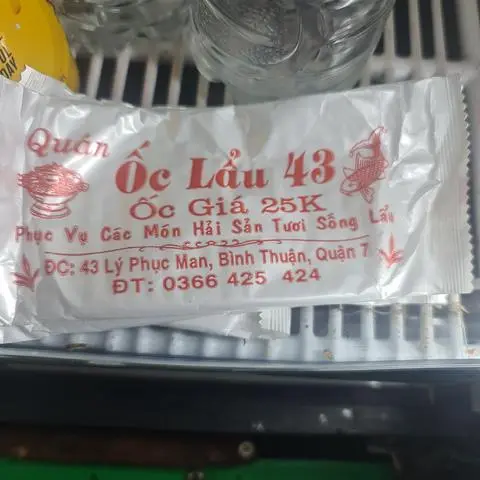 Quán
Ốc Lẩu 43
Ốc Giá 25K
Phục Vụ Các Món Hải Sản Tươi Sống Lẩu
ĐC: 43 Lý Phục Man, Bình Thuận, Quận 7
ĐT: 0366 425 424